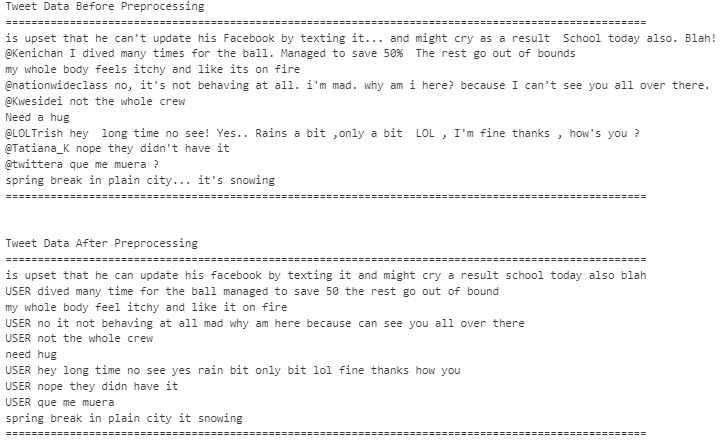 Tweet Data Before Preprocessing
================================================================================
is upset that he can't update his Facebook by texting it... and might cry as a result  School today also. Blah!
@Kenichan I dived many times for the ball. Managed to save 50%  The rest go out of bounds
my whole body feels itchy and like its on fire
@nationwideclass no, it's not behaving at all. i'm mad. why am i here? because I can't see you all over there.
@Kwesidei not the whole crew
Need a hug
@LOLTrish hey  long time no see! Yes.. Rains a bit ,only a bit  LOL , I'm fine thanks , how's you ?
@Tatiana_K nope they didn't have it
@twittera que me muera ?
spring break in plain city... it's snowing
================================================================================
Tweet Data After Preprocessing
================================================================================
is upset that he can update his facebook by texting it and might cry a result school today also blah
USER dived many time for the ball managed to save 50 the rest go out of bound
my whole body feel itchy and like it on fire
USER no it not behaving at all mad why am here because can see you all over there
USER not the whole crew
need hug
USER hey long time no see yes rain bit only bit lol fine thanks how you
USER nope they didn have it
USER que me muera
spring break in plain city it snowing
================================================================================